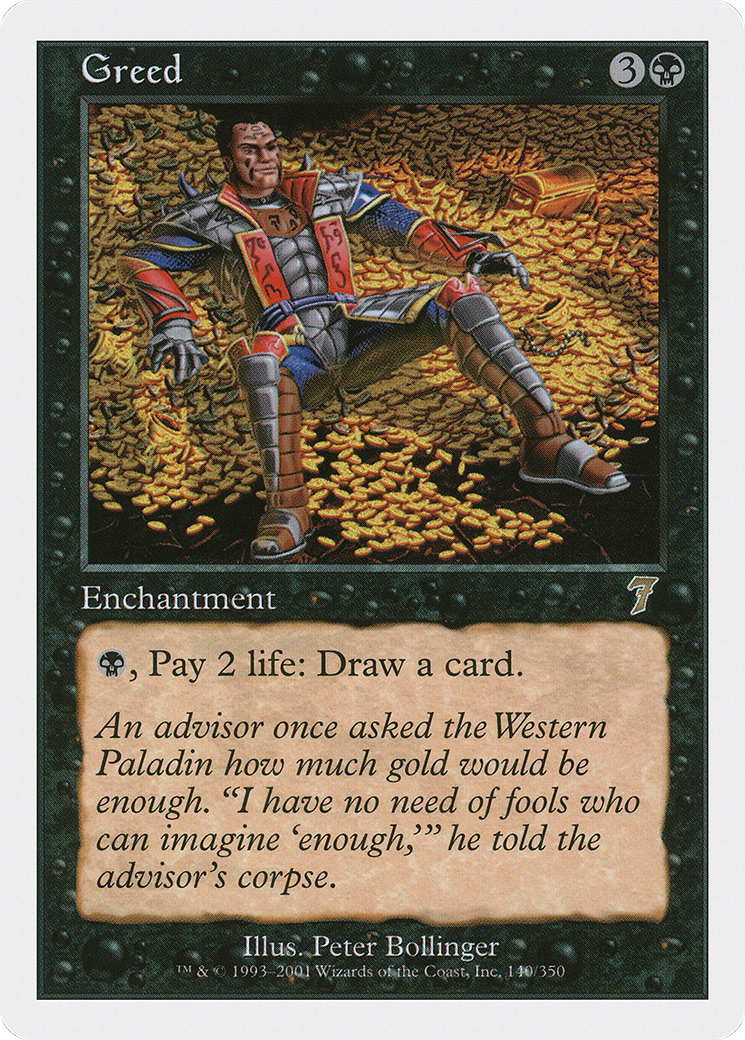 Greed
3
Enchantment
7
, Pay 2 life: Draw a card.
An advisor once asked the Western
Paladin how much gold would be
enough. “I have no need of fools who
can imagine ‘enough,’” he told the
advisor’s corpse.
Illus. Peter Bollinger
™ & © 1993–2001 Wizards of the Coast, Inc. 140/350